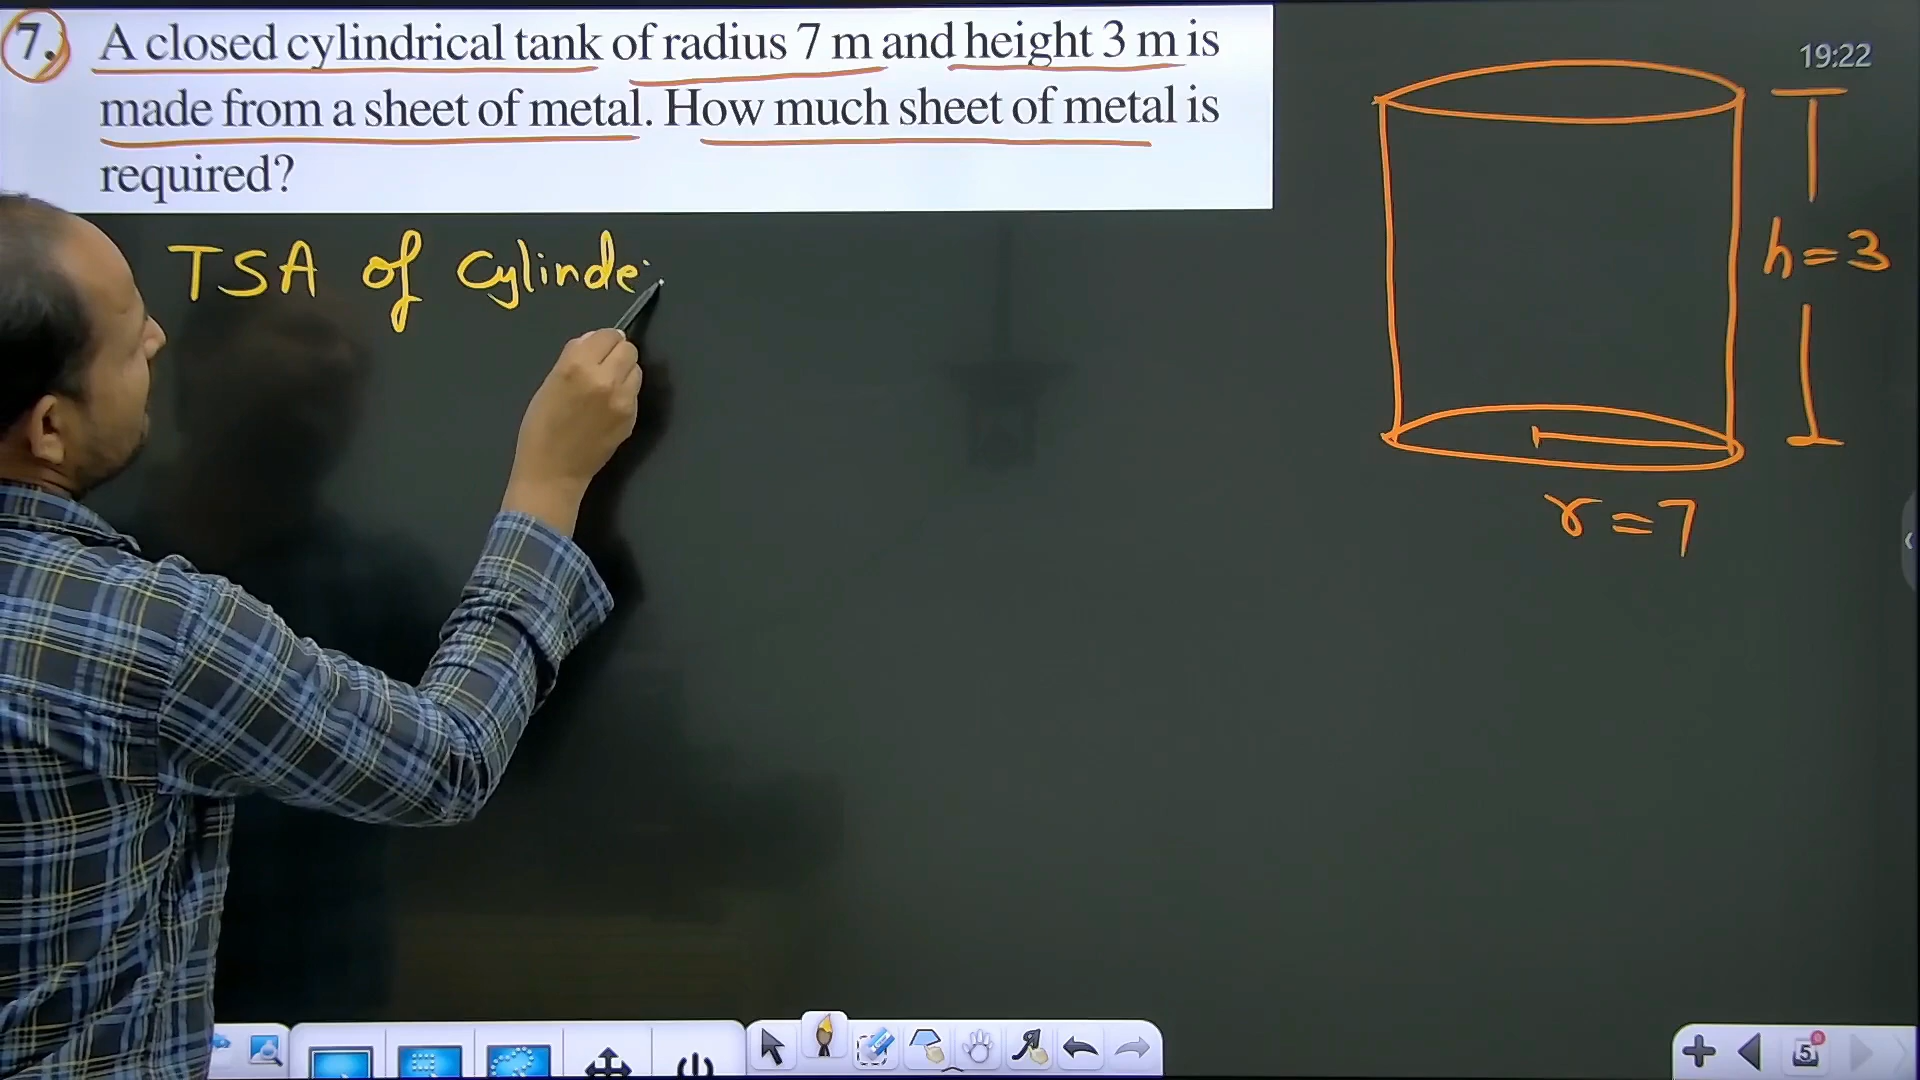 7. A closed cylindrical tank of radius 7 m and height 3 m is
made from a sheet of metal. How much sheet of metal is
required?
19:22
TSA of Cylinde
h = 3
r = 7
5